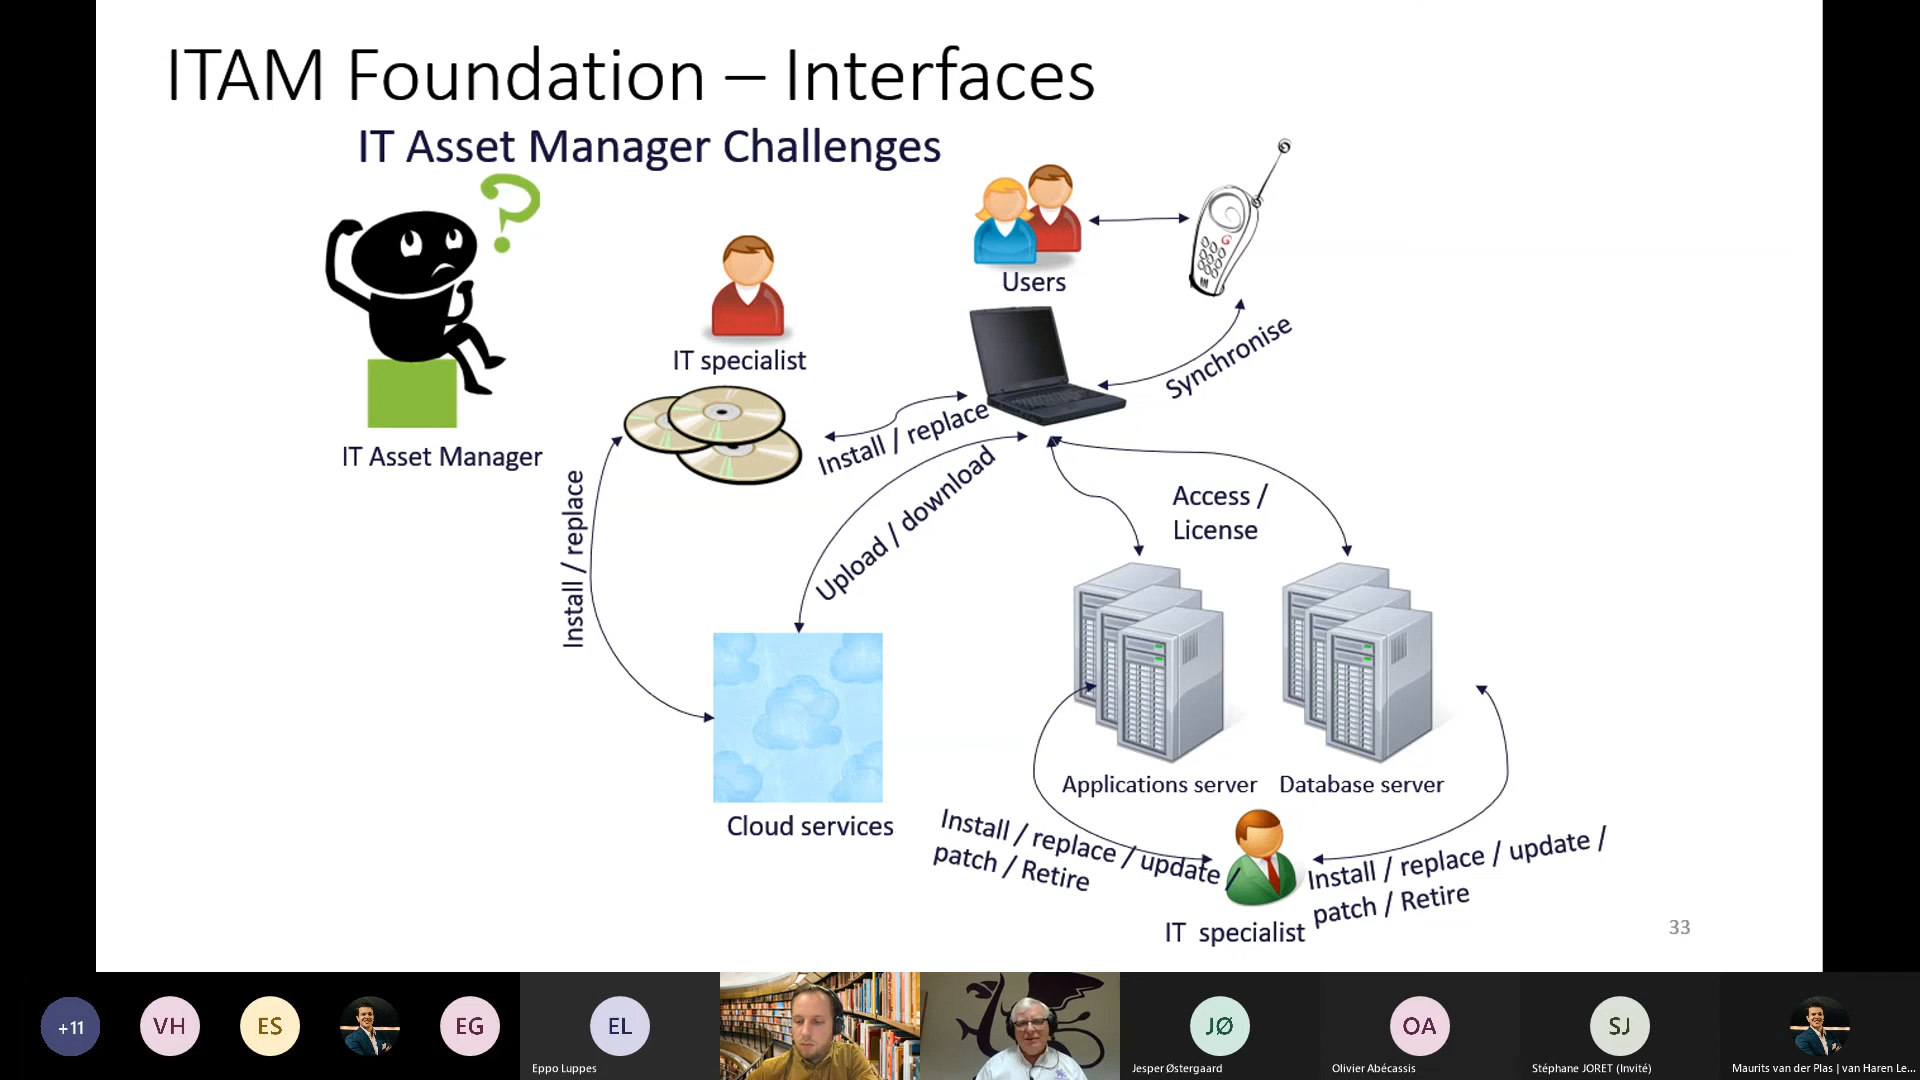 ITAM Foundation – Interfaces
IT Asset Manager Challenges
Users
IT specialist
Synchronise
Install / replace
IT Asset Manager
Upload / download
Install / replace
Access /
License
Applications server
Database server
Cloud services
Install / replace / update /
patch / Retire
Install / replace / update /
patch / Retire
IT specialist
33
+11
VH
ES
EG
EL
Eppo Luppes
JØ
Jesper Østergaard
OA
Olivier Abécassis
SJ
Stéphane JORET (Invité)
Maurits van der Plas | van Haren Le...